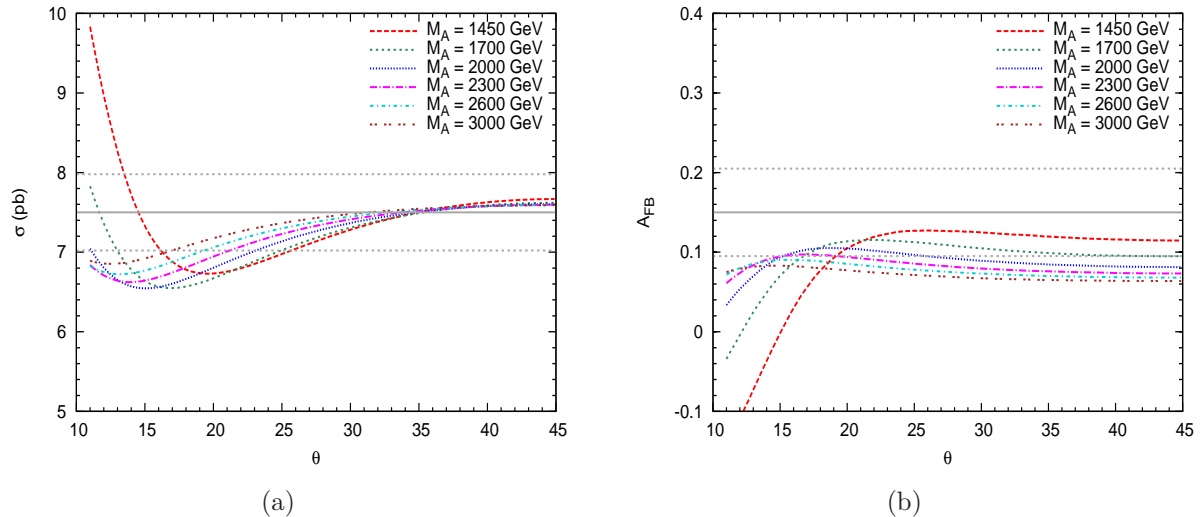 10
9
8
7
6
5
10 15 20 25 30 35 40 45
σ (pb)
θ
M_A = 1450 GeV
M_A = 1700 GeV
M_A = 2000 GeV
M_A = 2300 GeV
M_A = 2600 GeV
M_A = 3000 GeV
(a)
0.4
0.3
0.2
0.1
0
-0.1
10 15 20 25 30 35 40 45
A_FB
θ
M_A = 1450 GeV
M_A = 1700 GeV
M_A = 2000 GeV
M_A = 2300 GeV
M_A = 2600 GeV
M_A = 3000 GeV
(b)